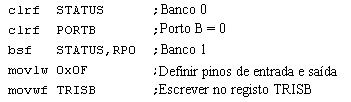 clrf STATUS ;Banco 0
clrf PORTB ;Porto B = 0
bsf STATUS,RPO ;Banco 1
movlw 0x0F ;Definir pinos de entrada e saída
movwf TRISB ;Escrever no registo TRISB